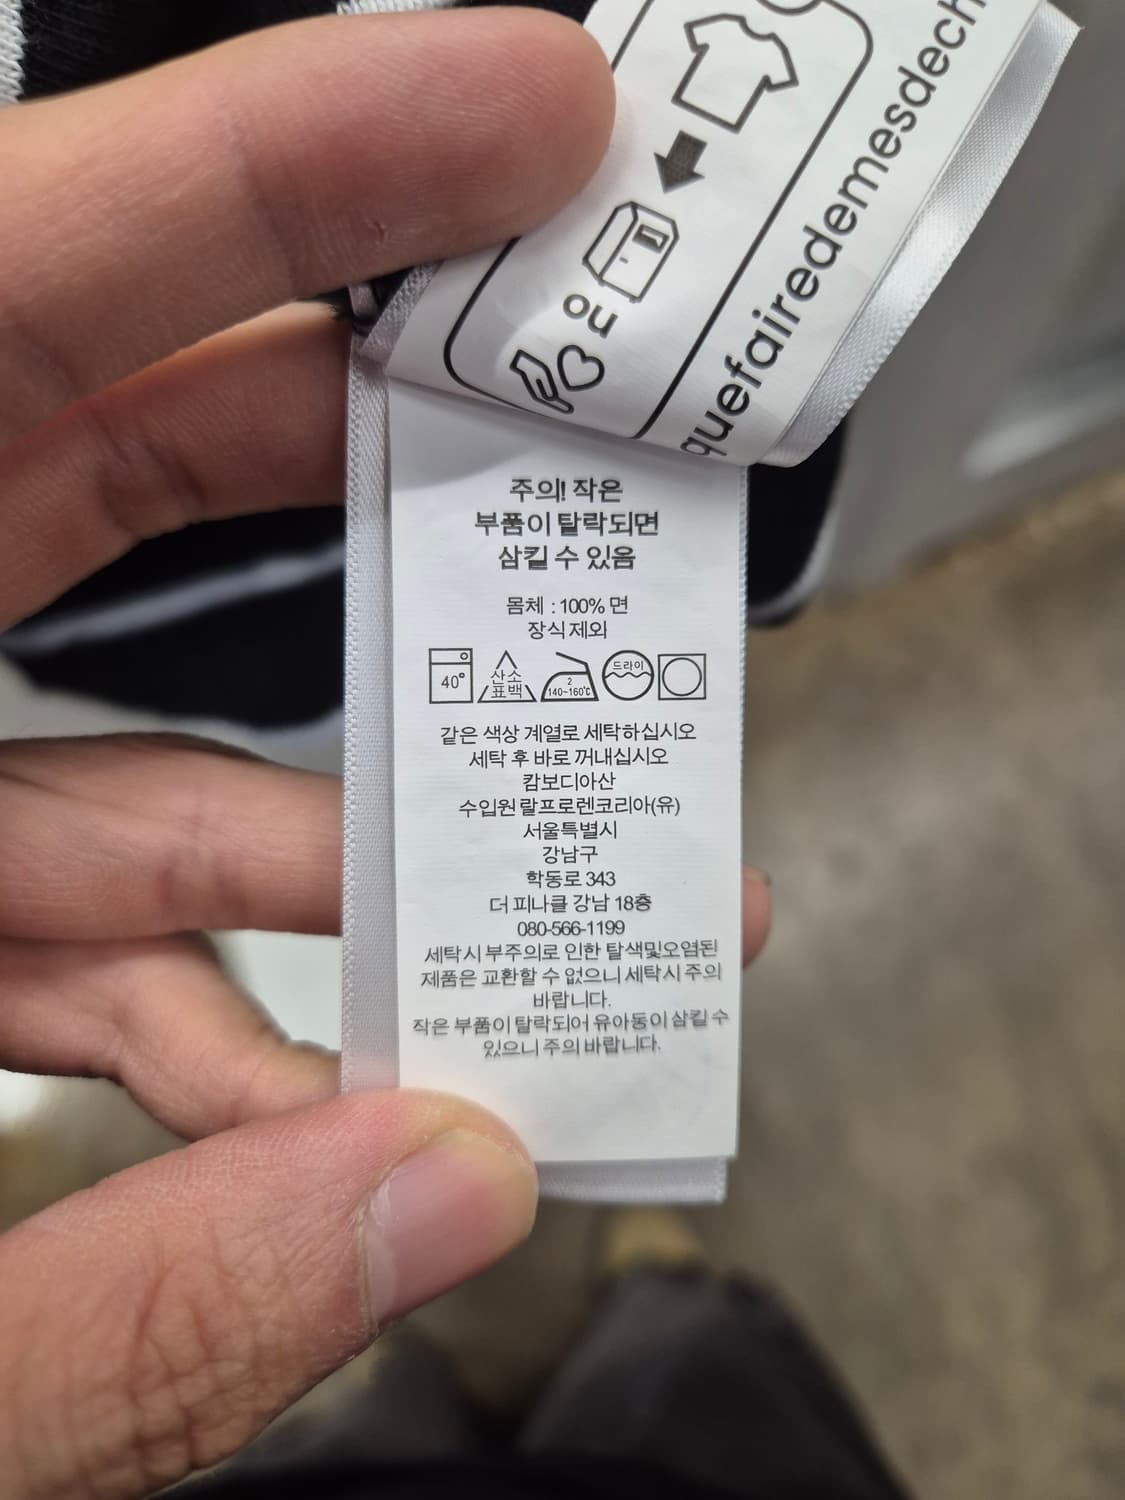 quefairedemesdech
ou
주의! 작은
부품이 탈락되면
삼킬 수 있음
몸체 : 100% 면
장식 제외
40°
산소
표백
2
140~160℃
드라이
같은 색상 계열로 세탁하십시오
세탁 후 바로 꺼내십시오
캄보디아산
수입원 랄프로렌코리아(유)
서울특별시
강남구
학동로 343
더 피나클 강남 18층
080-566-1199
세탁시 부주의로 인한 탈색및오염된
제품은 교환할 수 없으니 세탁시 주의
바랍니다.
작은 부품이 탈락되어 유아동이 삼킬 수
있으니 주의 바랍니다.